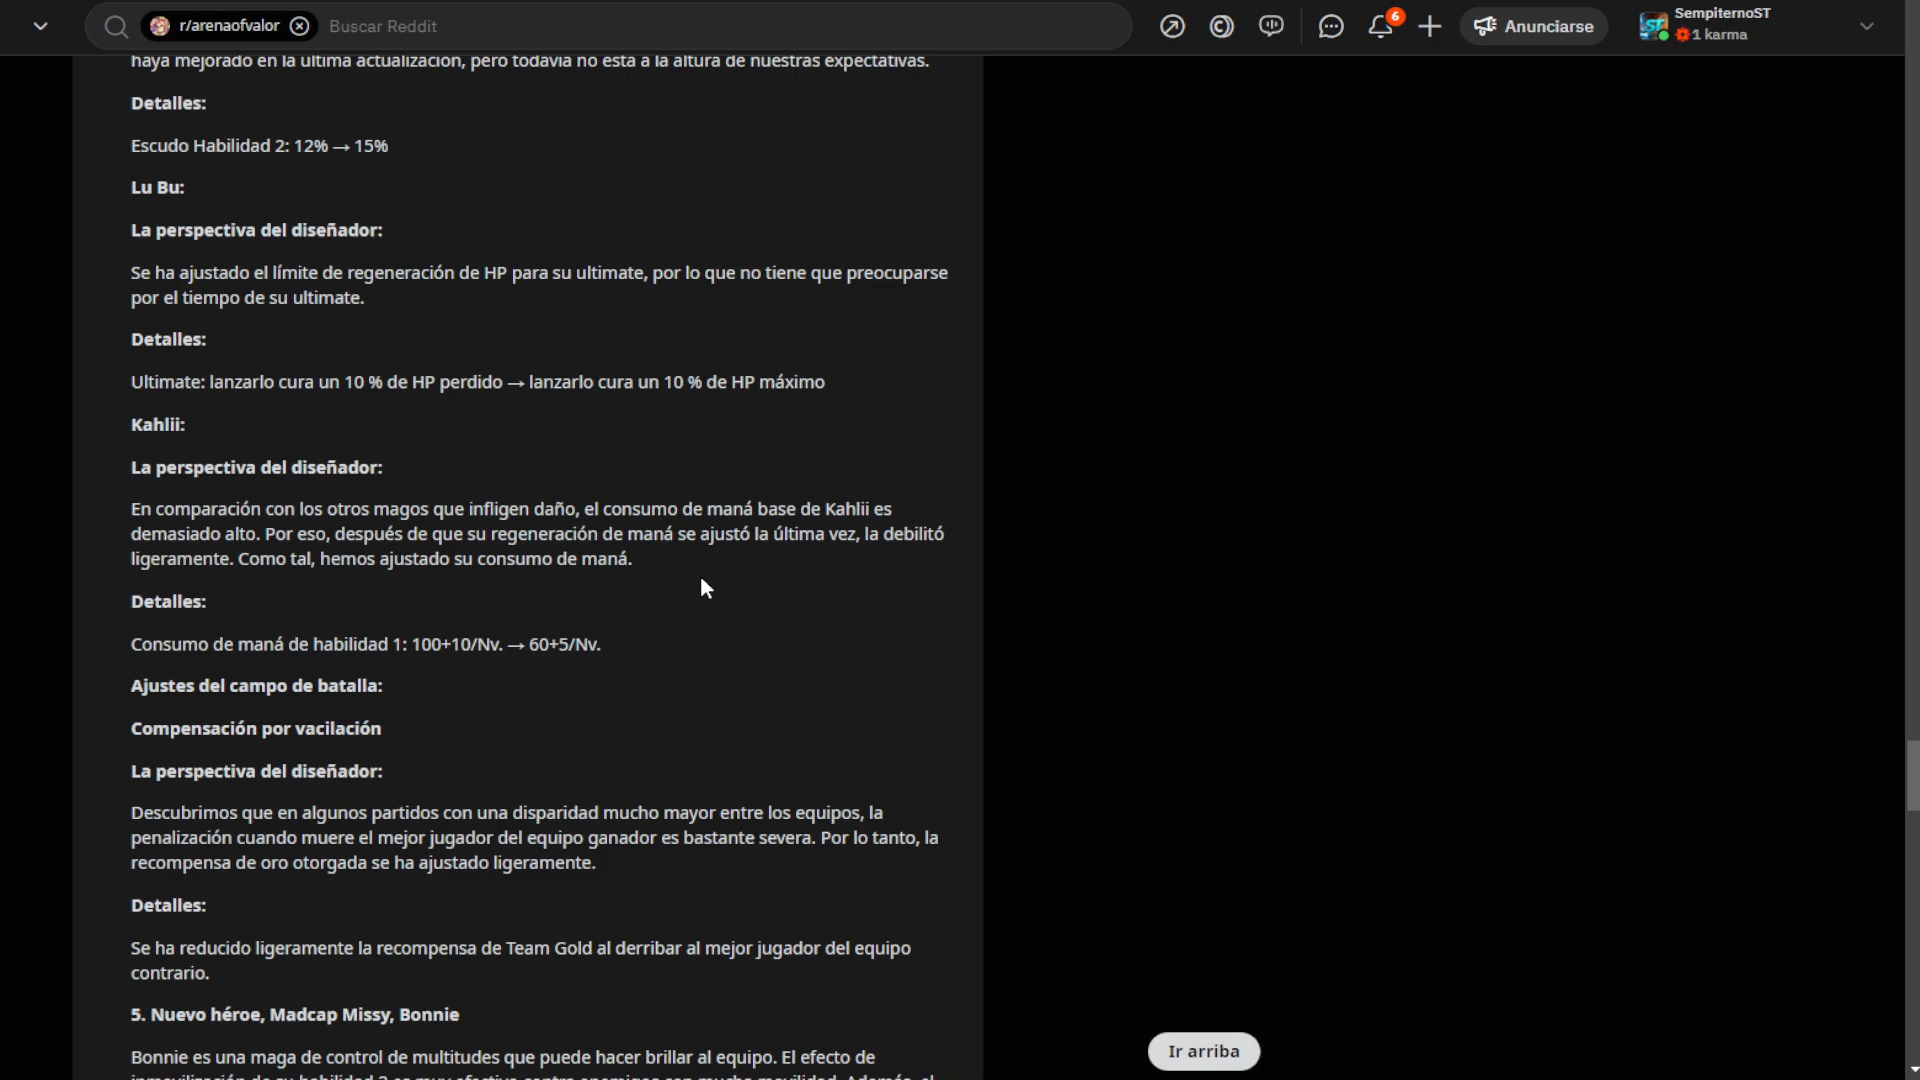 r/arenaofvalor
Buscar Reddit
6
Anunciarse
SempiternoST
1 karma
haya mejorado en la última actualización, pero todavía no está a la altura de nuestras expectativas.
Detalles:
Escudo Habilidad 2: 12% → 15%
Lu Bu:
La perspectiva del diseñador:
Se ha ajustado el límite de regeneración de HP para su ultimate, por lo que no tiene que preocuparse
por el tiempo de su ultimate.
Detalles:
Ultimate: lanzarlo cura un 10 % de HP perdido → lanzarlo cura un 10 % de HP máximo
Kahlii:
La perspectiva del diseñador:
En comparación con los otros magos que infligen daño, el consumo de maná base de Kahlii es
demasiado alto. Por eso, después de que su regeneración de maná se ajustó la última vez, la debilitó
ligeramente. Como tal, hemos ajustado su consumo de maná.
Detalles:
Consumo de maná de habilidad 1: 100+10/Nv. → 60+5/Nv.
Ajustes del campo de batalla:
Compensación por vacilación
La perspectiva del diseñador:
Descubrimos que en algunos partidos con una disparidad mucho mayor entre los equipos, la
penalización cuando muere el mejor jugador del equipo ganador es bastante severa. Por lo tanto, la
recompensa de oro otorgada se ha ajustado ligeramente.
Detalles:
Se ha reducido ligeramente la recompensa de Team Gold al derribar al mejor jugador del equipo
contrario.
5. Nuevo héroe, Madcap Missy, Bonnie
Bonnie es una maga de control de multitudes que puede hacer brillar al equipo. El efecto de
Ir arriba